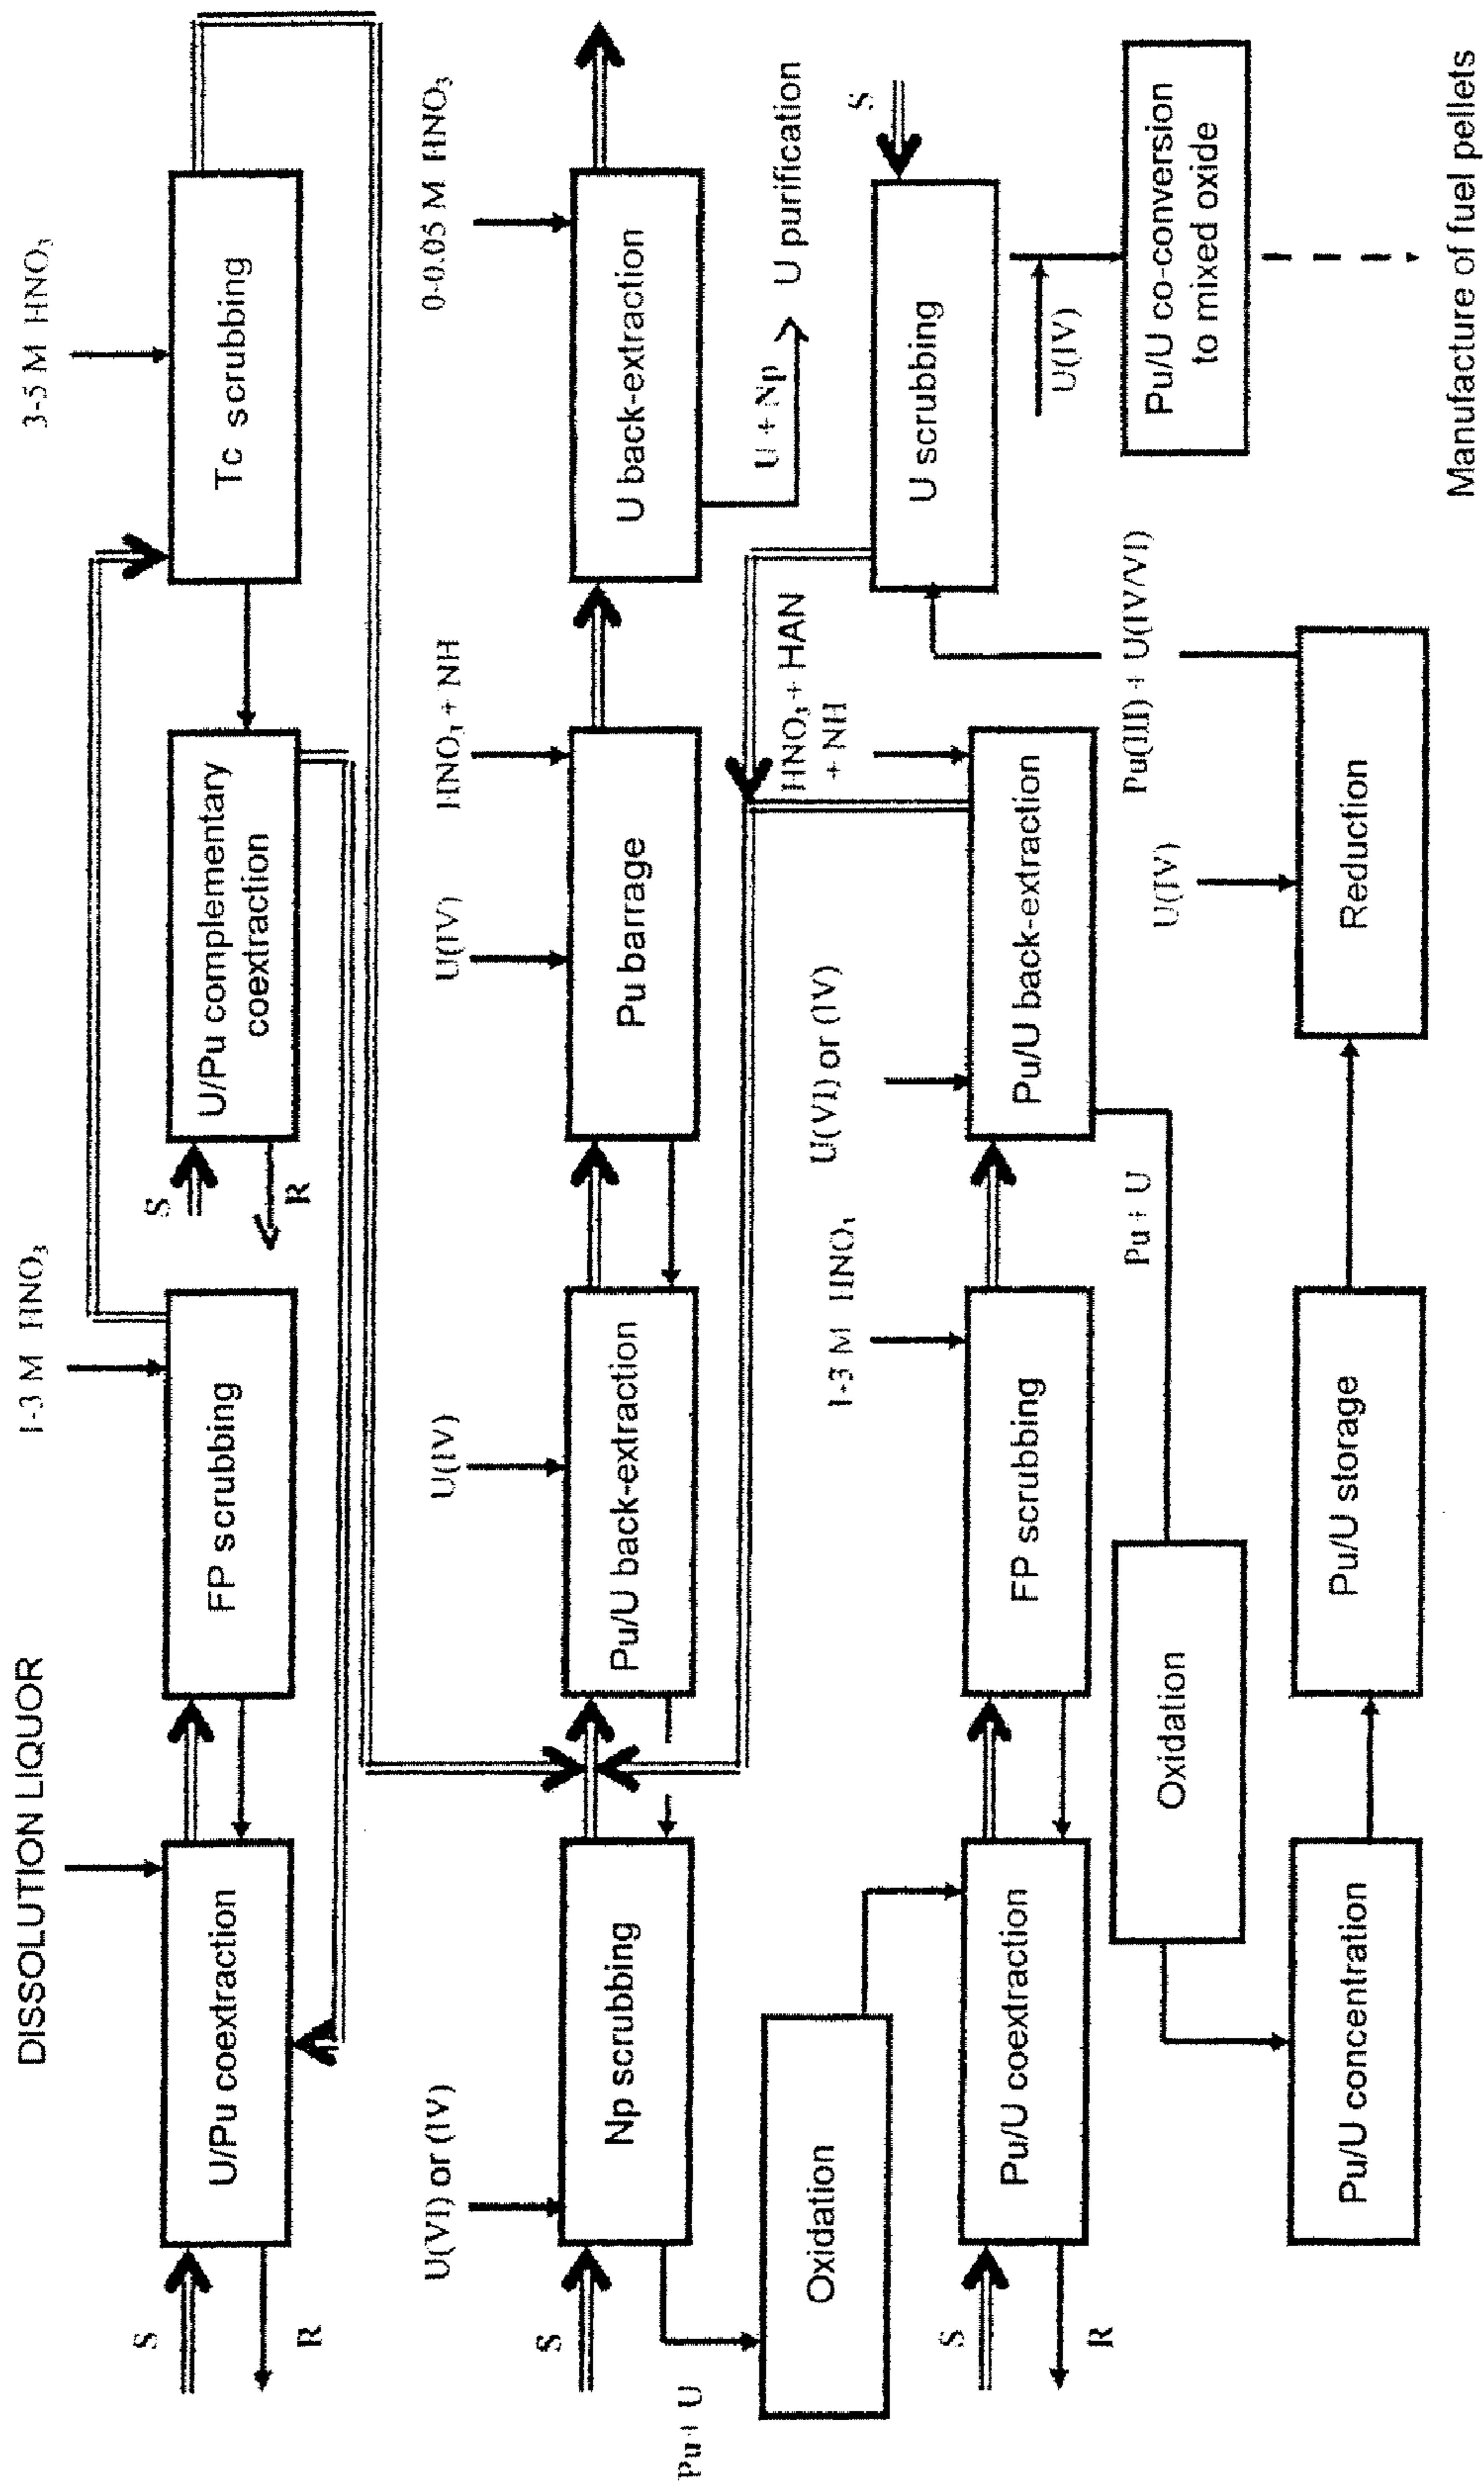 DISSOLUTION LIQUOR
1-3 M HNO₃
3-5 M HNO₃
S
U/Pu coextraction
R
FP scrubbing
S
U/Pu complementary
coextraction
R
Tc scrubbing
U(VI) or (IV)
U(IV)
U(IV)
HNO₃ + NH
0-0.05 M HNO₃
S
Np scrubbing
Pu/U back-extraction
Pu barrage
U back-extraction
Pu + U
U + Np
U purification
Oxidation
1-3 M HNO₃
U(VI) or (IV)
HNO₃ + HAN
+ NH
S
S
Pu/U coextraction
R
FP scrubbing
Pu/U back-extraction
U scrubbing
Pu + U
Pu(III) + U(IV/VI)
U(IV)
Oxidation
U(IV)
Pu/U co-conversion
to mixed oxide
Pu/U concentration
Pu/U storage
Reduction
Manufacture of fuel pellets